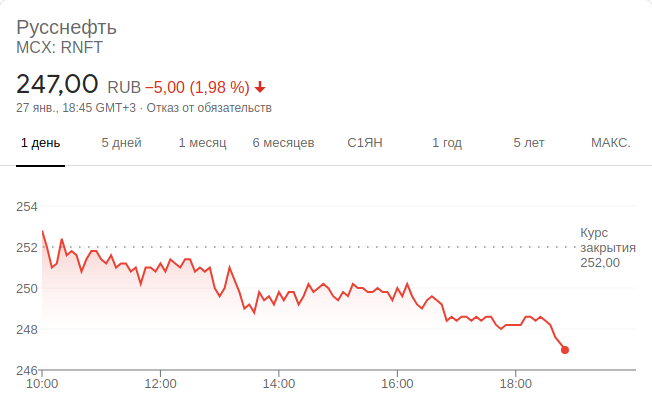 Русснефть
MCX: RNFT
247,00 RUB −5,00 (1,98 %)
27 янв., 18:45 GMT+3 · Отказ от обязательств
1 день 5 дней 1 месяц 6 месяцев С1ЯН 1 год 5 лет МАКС.
254
252
250
248
246
Курс
закрытия
252,00
10:00 12:00 14:00 16:00 18:00